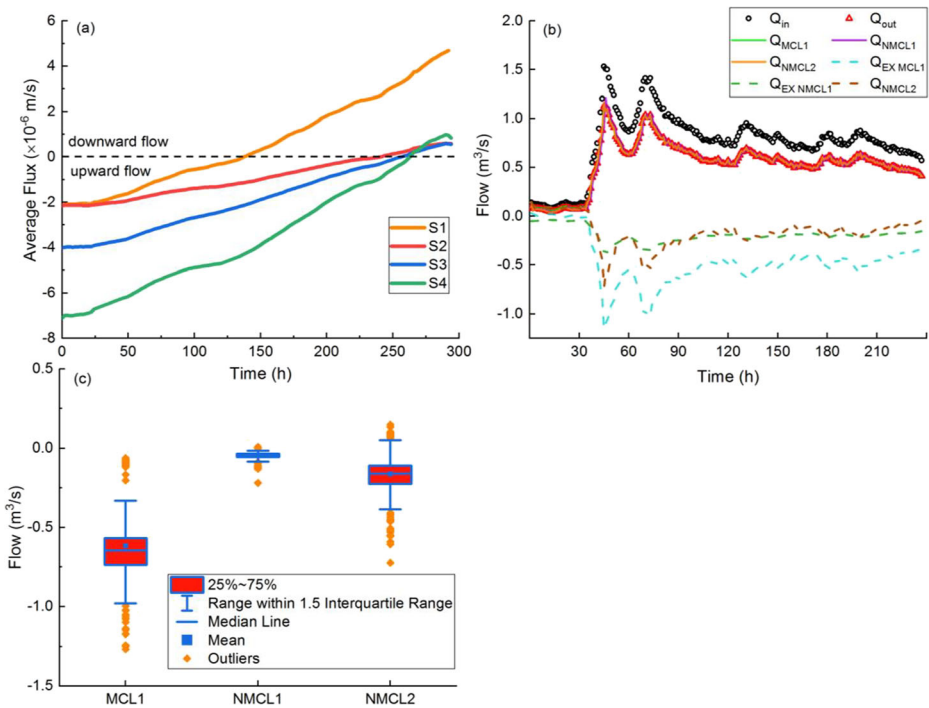 (a)
6
4
2
0
-2
-4
-6
-8
Average Flux (×10⁻⁶ m/s)
downward flow
upward flow
S1
S2
S3
S4
0 50 100 150 200 250 300
Time (h)
(b)
Q_in Q_out
Q_MCL1 Q_NMCL1
Q_NMCL2 Q_EX MCL1
Q_EX NMCL1 Q_NMCL2
1.5
1.0
0.5
0.0
-0.5
-1.0
Flow (m³/s)
30 60 90 120 150 180 210
Time (h)
(c)
0.5
0.0
-0.5
-1.0
-1.5
Flow (m³/s)
25%~75%
Range within 1.5 Interquartile Range
Median Line
Mean
Outliers
MCL1 NMCL1 NMCL2